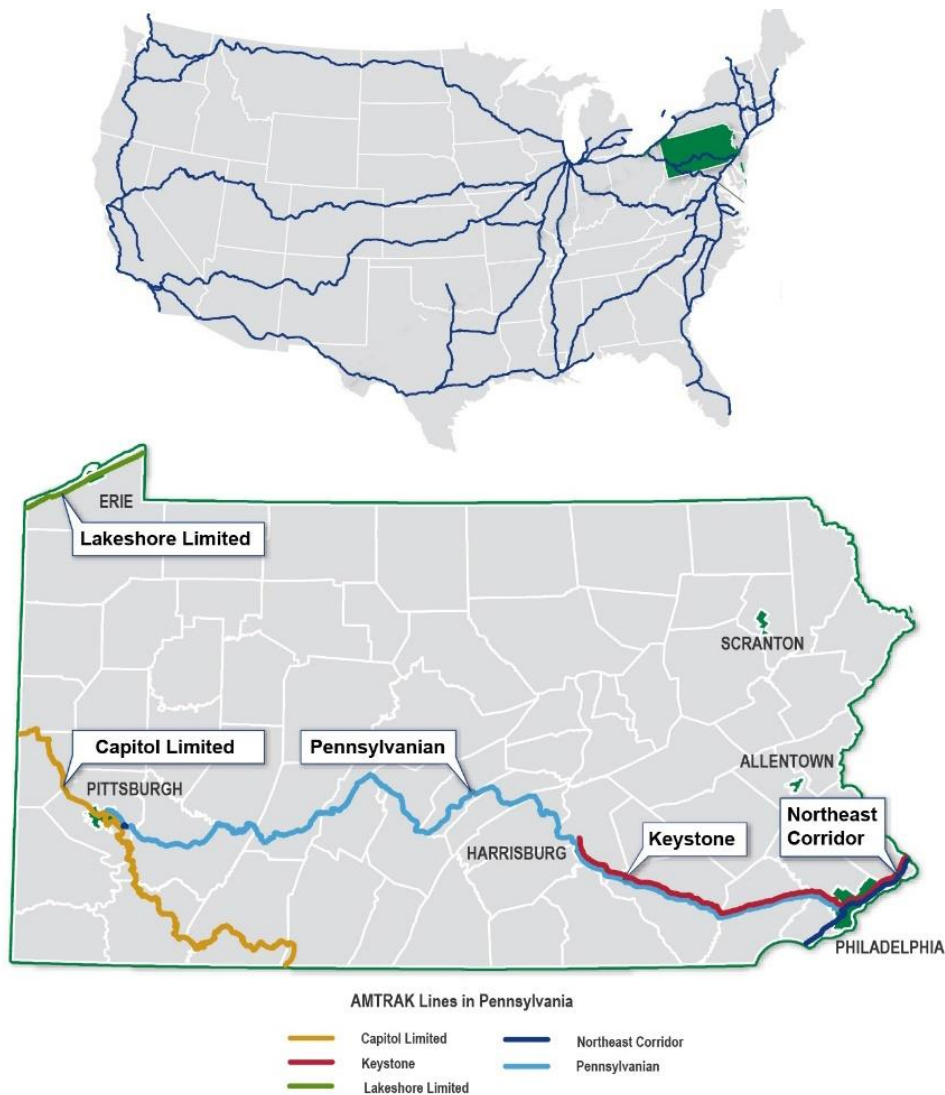 ERIE
Lakeshore Limited
SCRANTON
Capitol Limited
Pennsylvanian
PITTSBURGH
ALLENTOWN
Northeast
Corridor
HARRISBURG
Keystone
PHILADELPHIA
AMTRAK Lines in Pennsylvania
Capitol Limited
Northeast Corridor
Keystone
Pennsylvanian
Lakeshore Limited